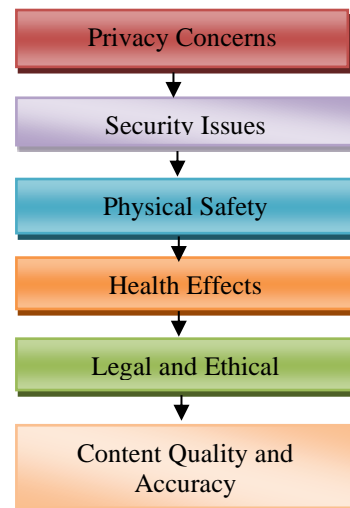 Privacy Concerns
Security Issues
Physical Safety
Health Effects
Legal and Ethical
Content Quality and
Accuracy